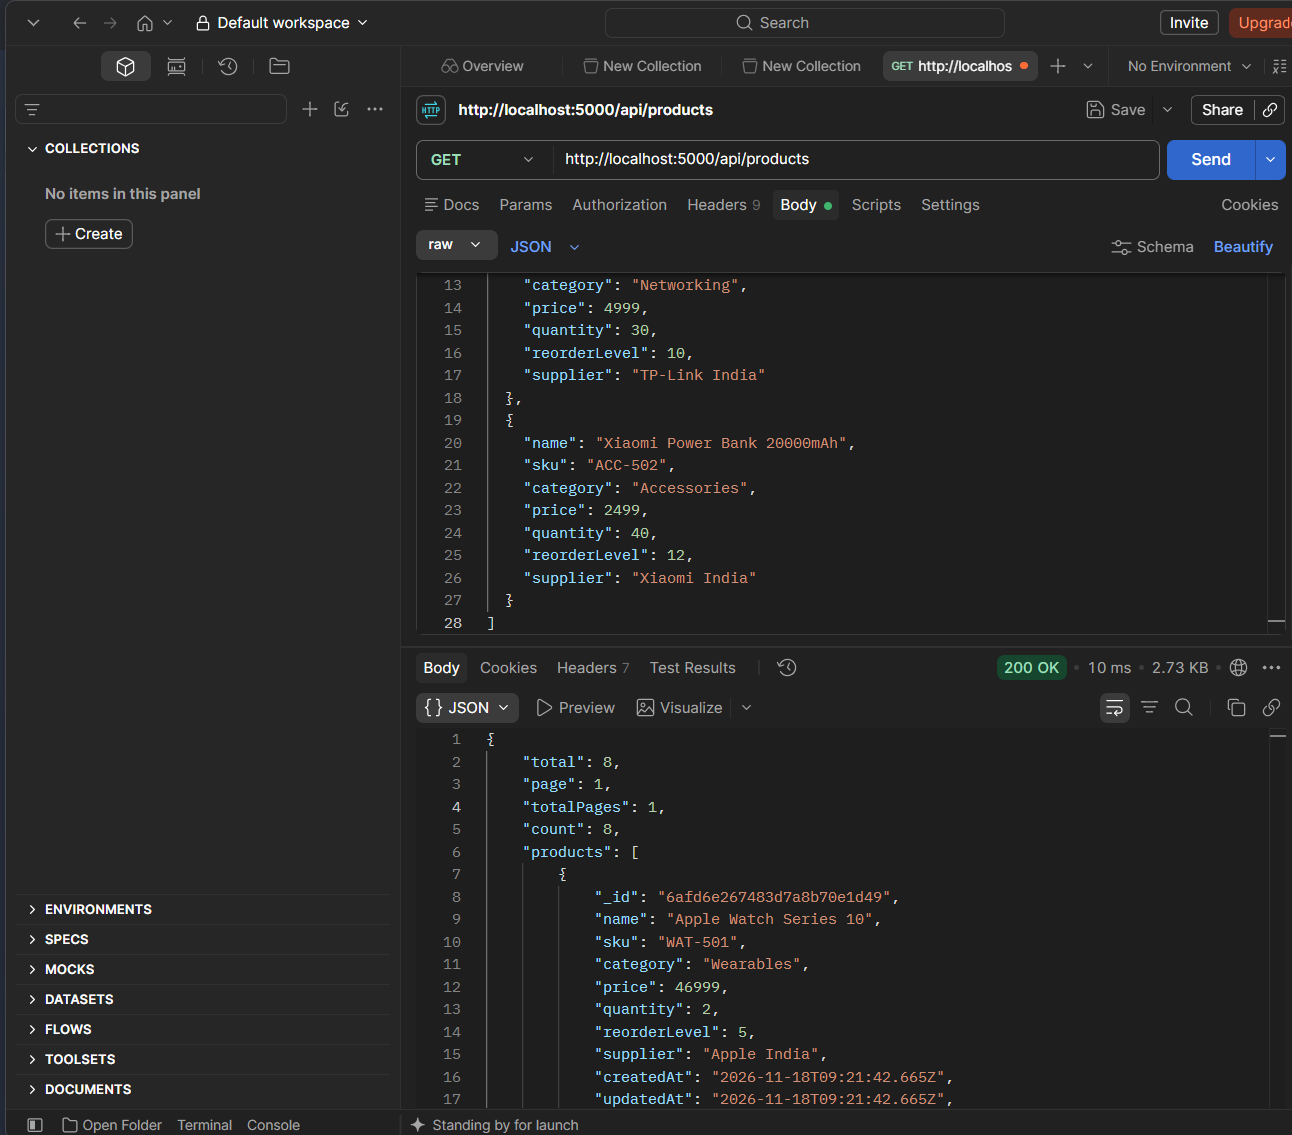 Default workspace
Search
Invite
Upgrad
Overview
New Collection
New Collection
GET http://localhos
No Environment
HTTP
http://localhost:5000/api/products
Save
Share
COLLECTIONS
GET
http://localhost:5000/api/products
Send
No items in this panel
Create
Docs
Params
Authorization
Headers 9
Body
Scripts
Settings
Cookies
raw
JSON
Schema
Beautify
13 "category": "Networking",
14 "price": 4999,
15 "quantity": 30,
16 "reorderLevel": 10,
17 "supplier": "TP-Link India"
18 },
19 {
20 "name": "Xiaomi Power Bank 20000mAh",
21 "sku": "ACC-502",
22 "category": "Accessories",
23 "price": 2499,
24 "quantity": 40,
25 "reorderLevel": 12,
26 "supplier": "Xiaomi India"
27 }
28 ]
Body
Cookies
Headers 7
Test Results
200 OK
10 ms
2.73 KB
{} JSON
Preview
Visualize
1 {
2 "total": 8,
3 "page": 1,
4 "totalPages": 1,
5 "count": 8,
6 "products": [
7 {
8 "_id": "6afd6e267483d7a8b70e1d49",
9 "name": "Apple Watch Series 10",
10 "sku": "WAT-501",
11 "category": "Wearables",
12 "price": 46999,
13 "quantity": 2,
14 "reorderLevel": 5,
15 "supplier": "Apple India",
16 "createdAt": "2026-11-18T09:21:42.665Z",
17 "updatedAt": "2026-11-18T09:21:42.665Z",
ENVIRONMENTS
SPECS
MOCKS
DATASETS
FLOWS
TOOLSETS
DOCUMENTS
Open Folder
Terminal
Console
Standing by for launch